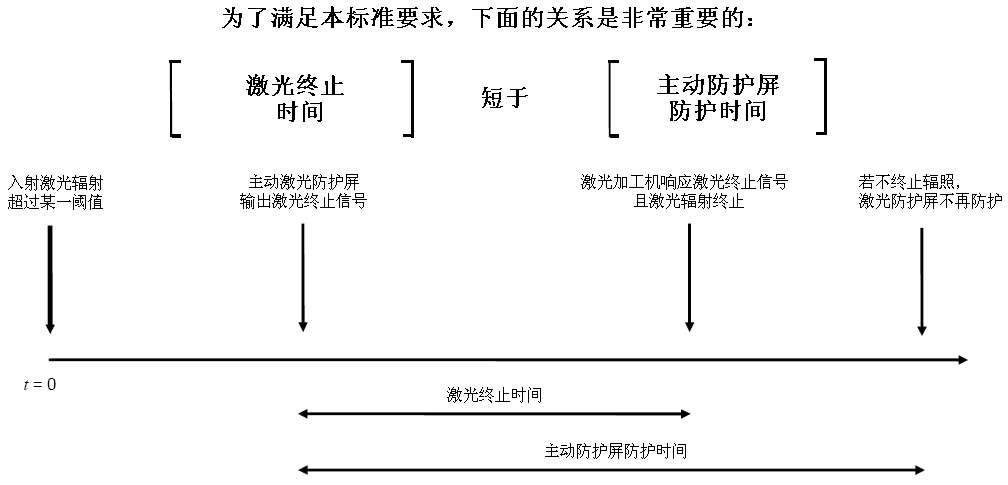 为了满足本标准要求，下面的关系是非常重要的：
激光终止
时间
短于
主动防护屏
防护时间
入射激光辐射
超过某一阈值
主动激光防护屏
输出激光终止信号
激光加工机响应激光终止信号
且激光辐射终止
若不终止辐照，
激光防护屏不再防护
t = 0
激光终止时间
主动防护屏防护时间